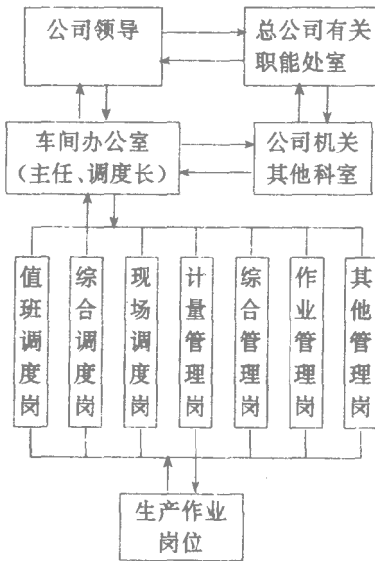 公司领导
总公司有关
职能处室
车间办公室
(主任、调度长)
公司机关
其他科室
值班调度岗
综合调度岗
现场调度岗
计量管理岗
综合管理岗
作业管理岗
其他管理岗
生产作业
岗位